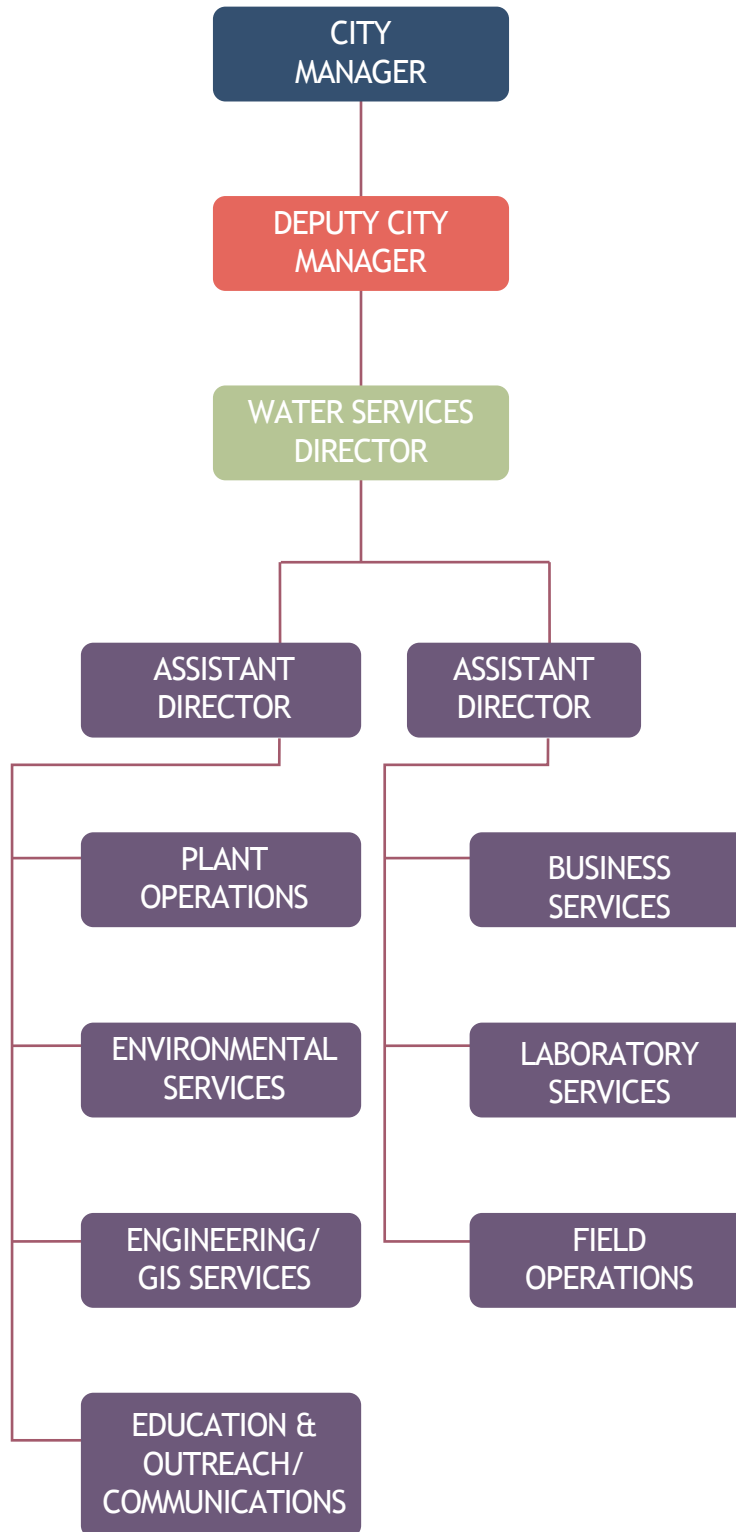 CITY
MANAGER
DEPUTY CITY
MANAGER
WATER SERVICES
DIRECTOR
ASSISTANT
DIRECTOR
ASSISTANT
DIRECTOR
PLANT
OPERATIONS
ENVIRONMENTAL
SERVICES
ENGINEERING/
GIS SERVICES
EDUCATION &
OUTREACH/
COMMUNICATIONS
BUSINESS
SERVICES
LABORATORY
SERVICES
FIELD
OPERATIONS